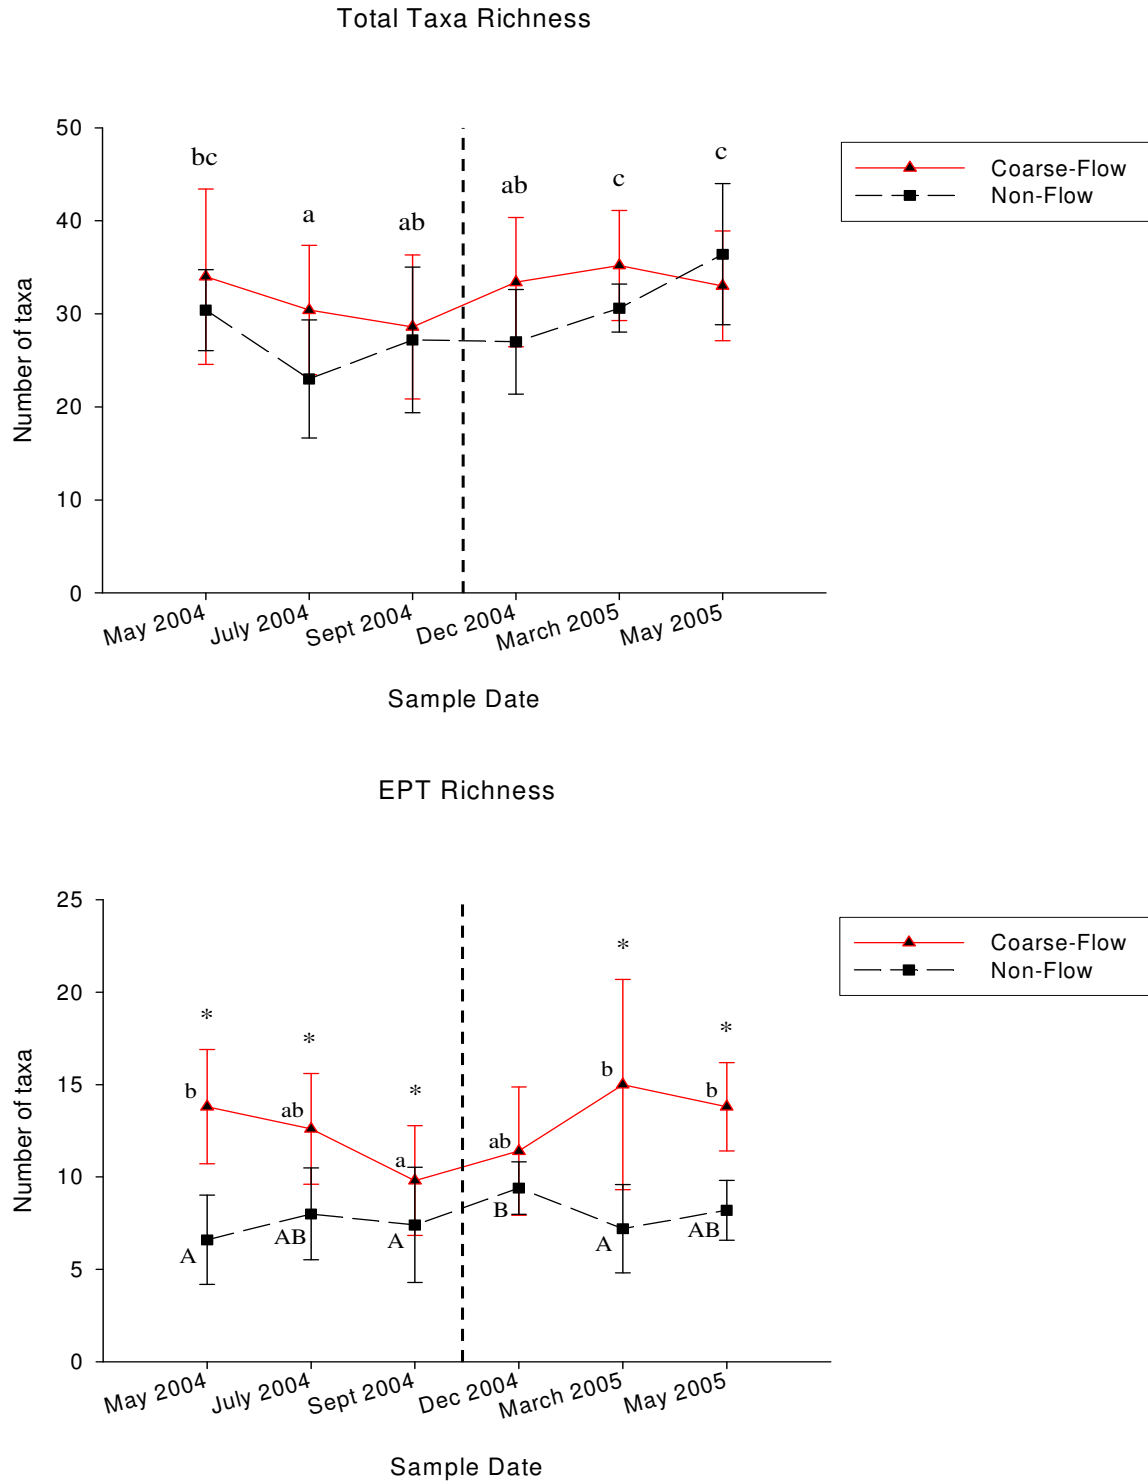 Total Taxa Richness
50
40
30
20
10
0
Number of taxa
bc
a
ab
ab
c
c
Coarse-Flow
Non-Flow
May 2004
July 2004
Sept 2004
Dec 2004
March 2005
May 2005
Sample Date
EPT Richness
25
20
15
10
5
0
Number of taxa
*
*
*
*
*
b
ab
a
ab
b
b
A
AB
A
B
A
AB
Coarse-Flow
Non-Flow
May 2004
July 2004
Sept 2004
Dec 2004
March 2005
May 2005
Sample Date